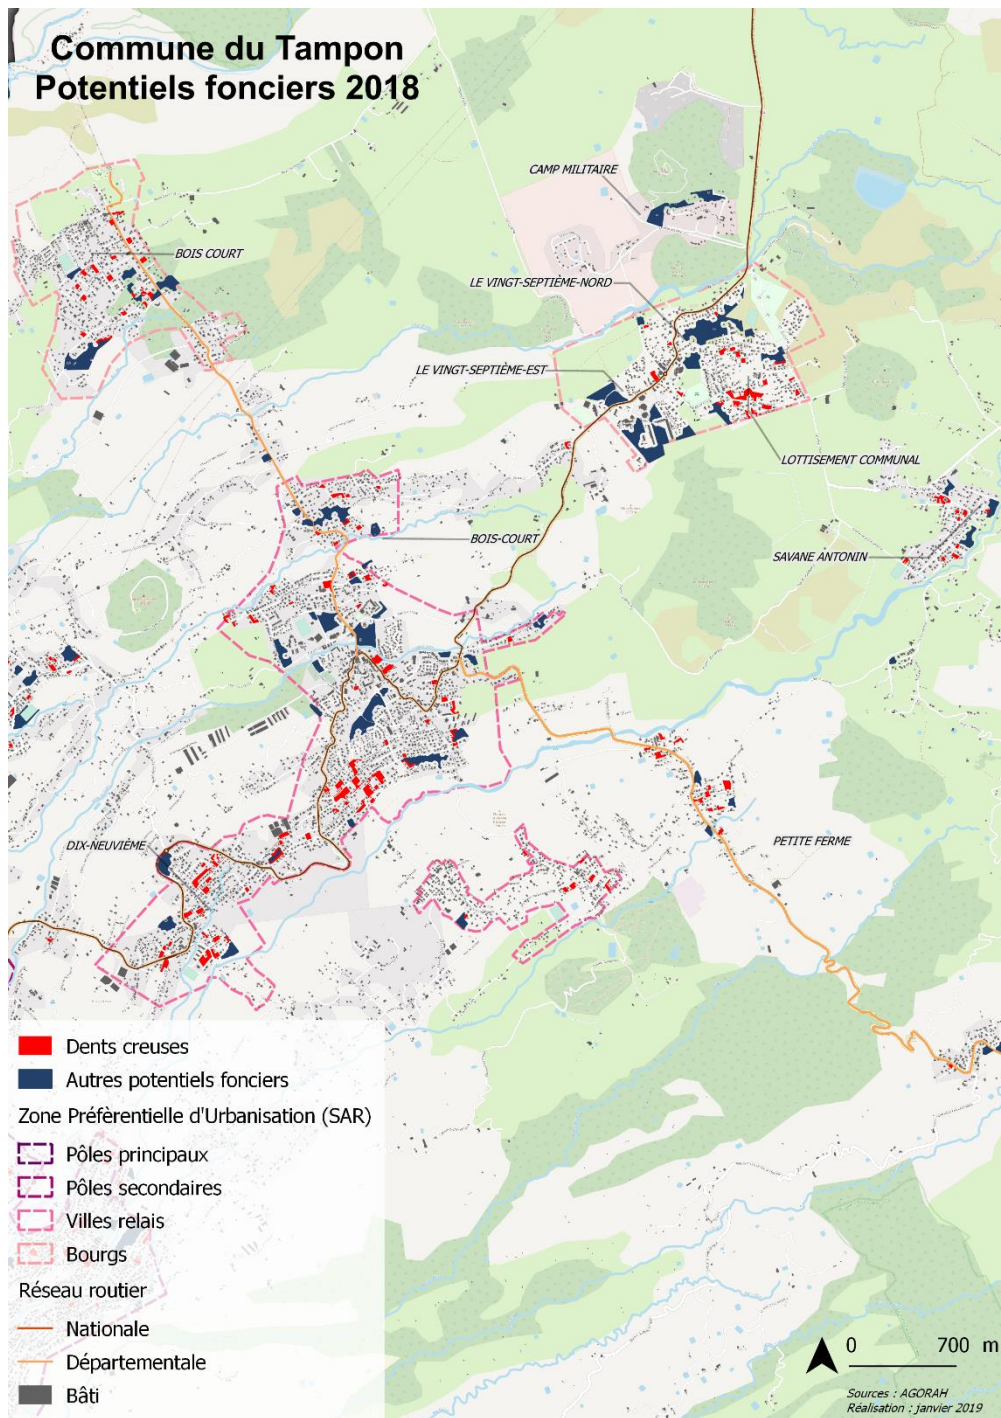 Commune du Tampon
Potentiels fonciers 2018
CAMP MILITAIRE
BOIS COURT
LE VINGT-SEPTIÈME-NORD
LE VINGT-SEPTIÈME-EST
LOTTISEMENT COMMUNAL
BOIS-COURT
SAVANE ANTONIN
DIX-NEUVIÈME
PETITE FERME
Dents creuses
Autres potentiels fonciers
Zone Préfèrentielle d'Urbanisation (SAR)
Pôles principaux
Pôles secondaires
Villes relais
Bourgs
Réseau routier
Nationale
Départementale
Bâti
0 700 m
Sources : AGORAH
Réalisation : janvier 2019